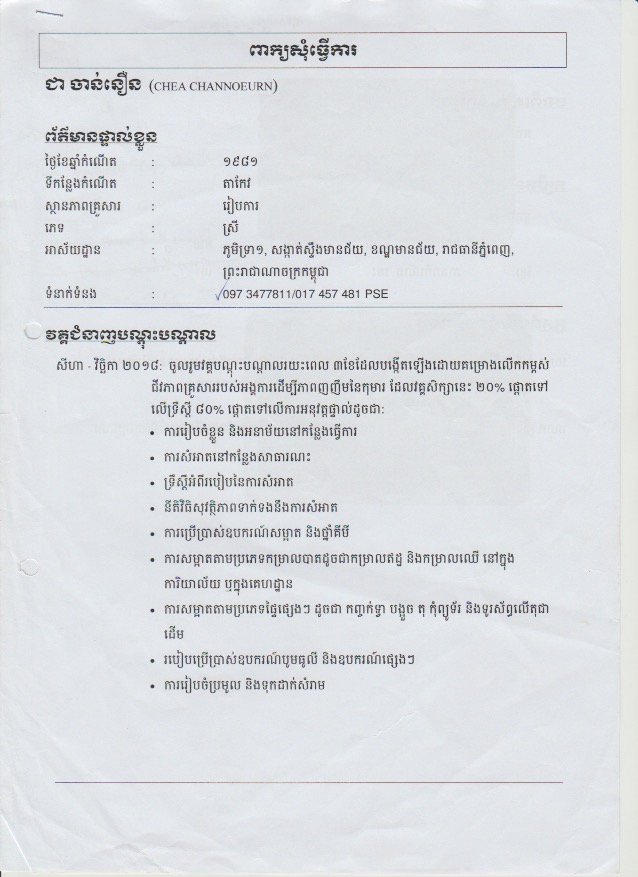 ពាក្យសុំធ្វើការ
ជា ចាន់នឿន (CHEA CHANNOEURN)
ព័ត៌មានផ្ទាល់ខ្លួន
ថ្ងៃខែឆ្នាំកំណើត : ១៩៨១
ទីកន្លែងកំណើត : តាកែវ
ស្ថានភាពគ្រួសារ : រៀបការ
ភេទ : ស្រី
អាស័យដ្ឋាន : ភូមិទ្រា១, សង្កាត់ស្ទឹងមានជ័យ, ខណ្ឌមានជ័យ, រាជធានីភ្នំពេញ,
ព្រះរាជាណាចក្រកម្ពុជា
ទំនាក់ទំនង : 097 3477811/017 457 481 PSE
វគ្គជំនាញបណ្តុះបណ្តាល
សីហា - វិច្ឆិកា ២០១៨: ចូលរួមវគ្គបណ្តុះបណ្តាលរយះពេល ៣ខែដែលបង្កើតឡើងដោយគម្រោងលើកកម្ពស់
ជីវភាពគ្រួសាររបស់អង្គការដើម្បីភាពញញឹមនៃកុមារ ដែលវគ្គសិក្សានេះ 20% ផ្តោតទៅ
លើទ្រឹស្តី 80% ផ្តោតទៅលើការអនុវត្តផ្ទាល់ដូចជា:
• ការរៀបចំខ្លួន និងអនាម័យនៅកន្លែងធ្វើការ
• ការសំអាតនៅកន្លែងសាធារណះ
• ទ្រឹស្តីអំពីរបៀបនៃការសំអាត
• នីតិវិធិសុវត្ថិភាពទាក់ទងនឹងការសំអាត
• ការប្រើប្រាស់ឧបករណ៍សម្អាត និងថ្នាំគីមី
• ការសម្អាតតាមប្រភេទកម្រាលបាតដូចជាកម្រាលឥដ្ឋ និងកម្រាលឈើ នៅក្នុង
ការិយាល័យ ឬក្នុងគេហដ្ឋាន
• ការសម្អាតតាមប្រភេទផ្ទៃផ្សេងៗ ដូចជា កញ្ចក់ទ្វា បង្អួច តុ កុំព្យូទ័រ និងទូរស័ព្ទលើតុជា
ដើម
• របៀបប្រើប្រាស់ឧបករណ៍បូមធូលី និងឧបករណ៍ផ្សេងៗ
• ការរៀបចំប្រមូល និងទុកដាក់សំរាម